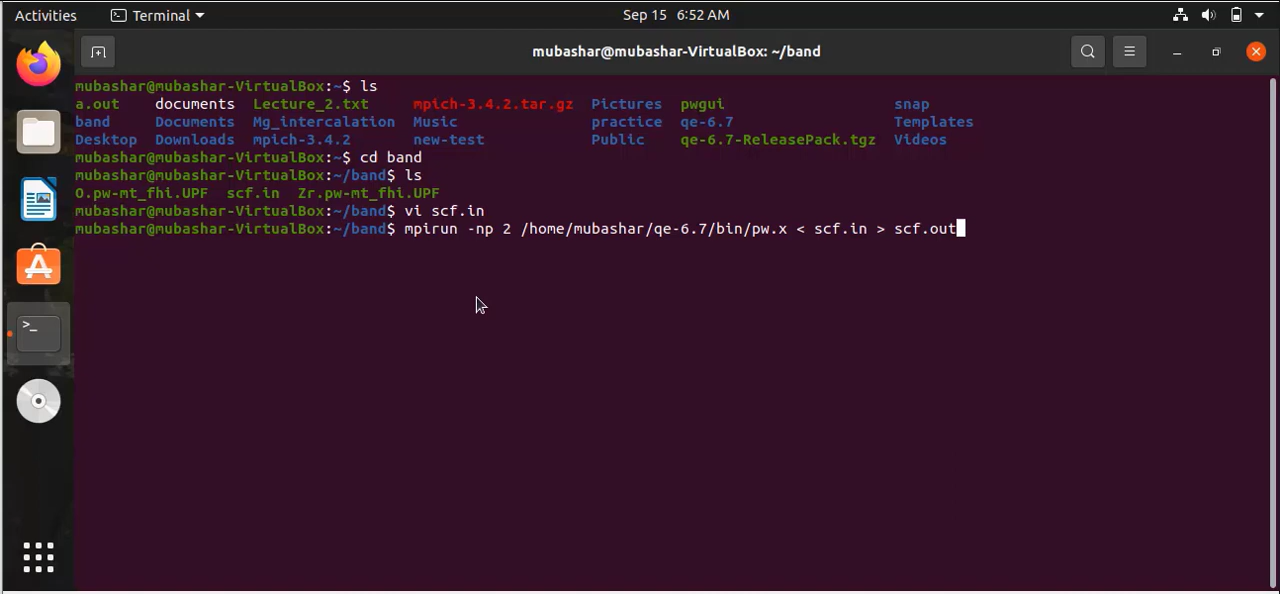 Activities Terminal Sep 15 6:52 AM
mubashar@mubashar-VirtualBox: ~/band
mubashar@mubashar-VirtualBox:~$ ls
a.out documents Lecture_2.txt mpich-3.4.2.tar.gz Pictures pwgui snap
band Documents Mg_intercalation Music practice qe-6.7 Templates
Desktop Downloads mpich-3.4.2 new-test Public qe-6.7-ReleasePack.tgz Videos
mubashar@mubashar-VirtualBox:~$ cd band
mubashar@mubashar-VirtualBox:~/band$ ls
O.pw-mt_fhi.UPF scf.in Zr.pw-mt_fhi.UPF
mubashar@mubashar-VirtualBox:~/band$ vi scf.in
mubashar@mubashar-VirtualBox:~/band$ mpirun -np 2 /home/mubashar/qe-6.7/bin/pw.x < scf.in > scf.out